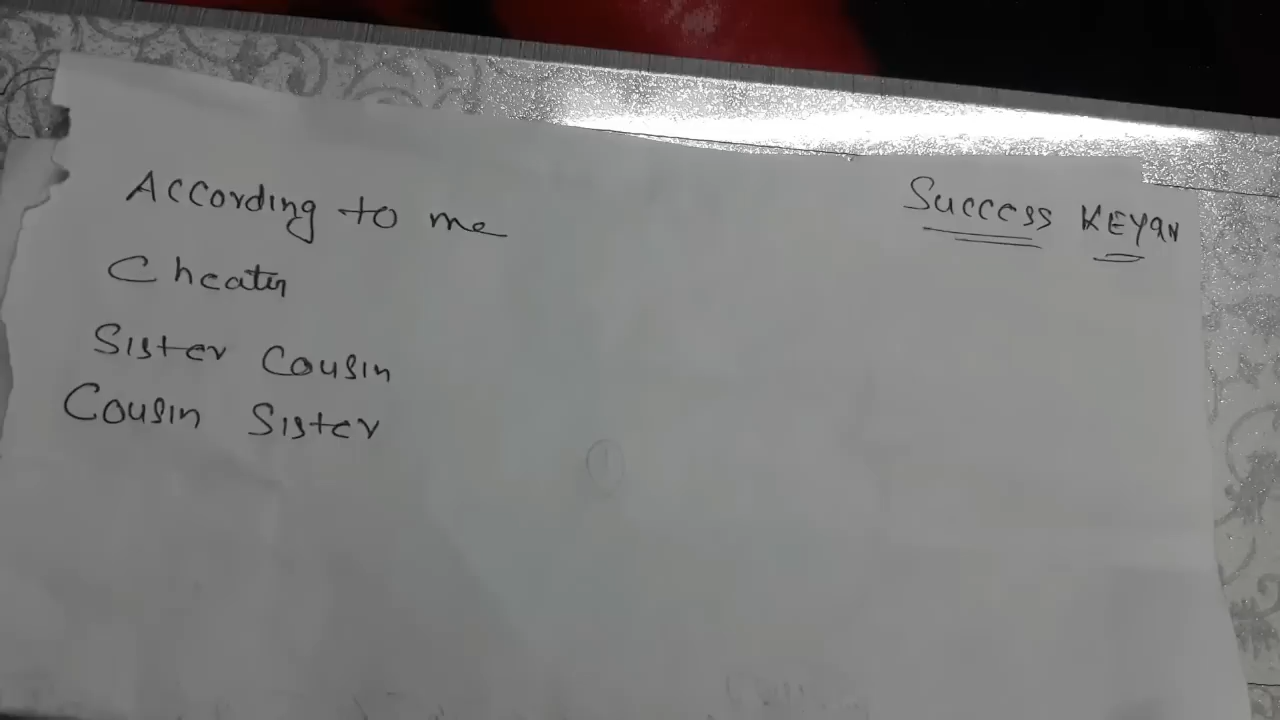 Success KEYAN
According to me
Cheater
Sister Cousin
Cousin Sister